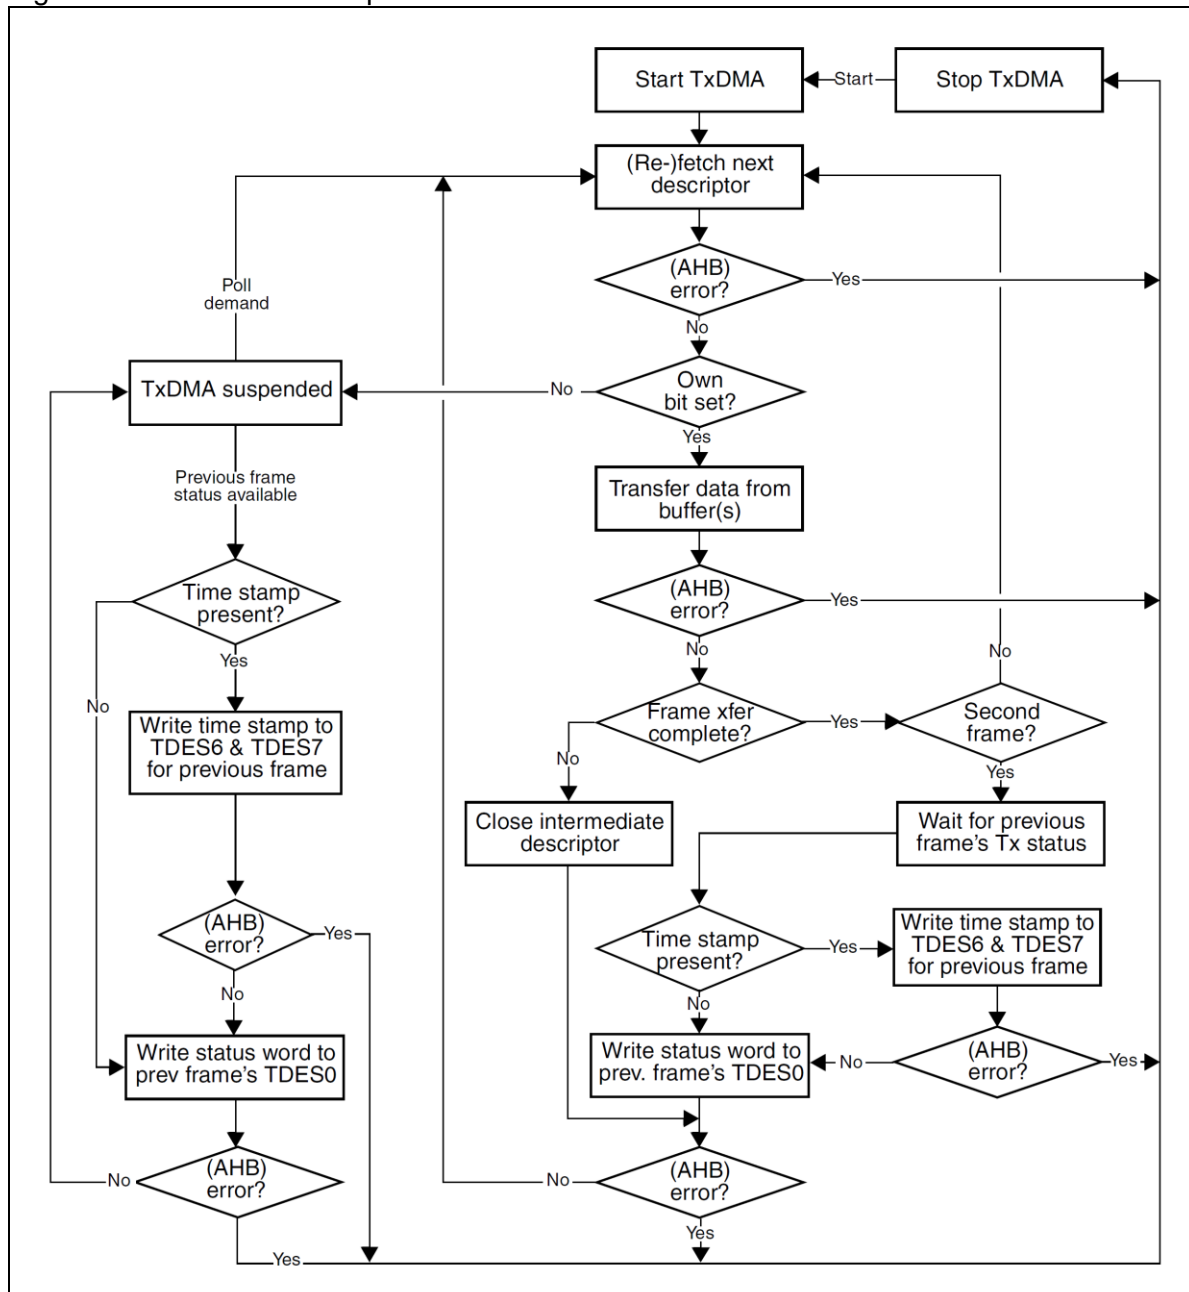 Start TxDMA
Start
Stop TxDMA
(Re-)fetch next
descriptor
(AHB)
error?
Yes
No
Poll
demand
TxDMA suspended
No
Own
bit set?
Yes
Previous frame
status available
Transfer data from
buffer(s)
Time stamp
present?
(AHB)
error?
Yes
No
No
Yes
No
Write time stamp to
TDES6 & TDES7
for previous frame
Frame xfer
complete?
Yes
Second
frame?
No
Yes
Close intermediate
descriptor
Wait for previous
frame's Tx status
(AHB)
error?
Yes
No
Time stamp
present?
Yes
No
Write time stamp to
TDES6 & TDES7
for previous frame
Write status word to
prev frame's TDES0
Write status word to
prev. frame's TDES0
No
(AHB)
error?
Yes
No
(AHB)
error?
Yes
No
(AHB)
error?
Yes